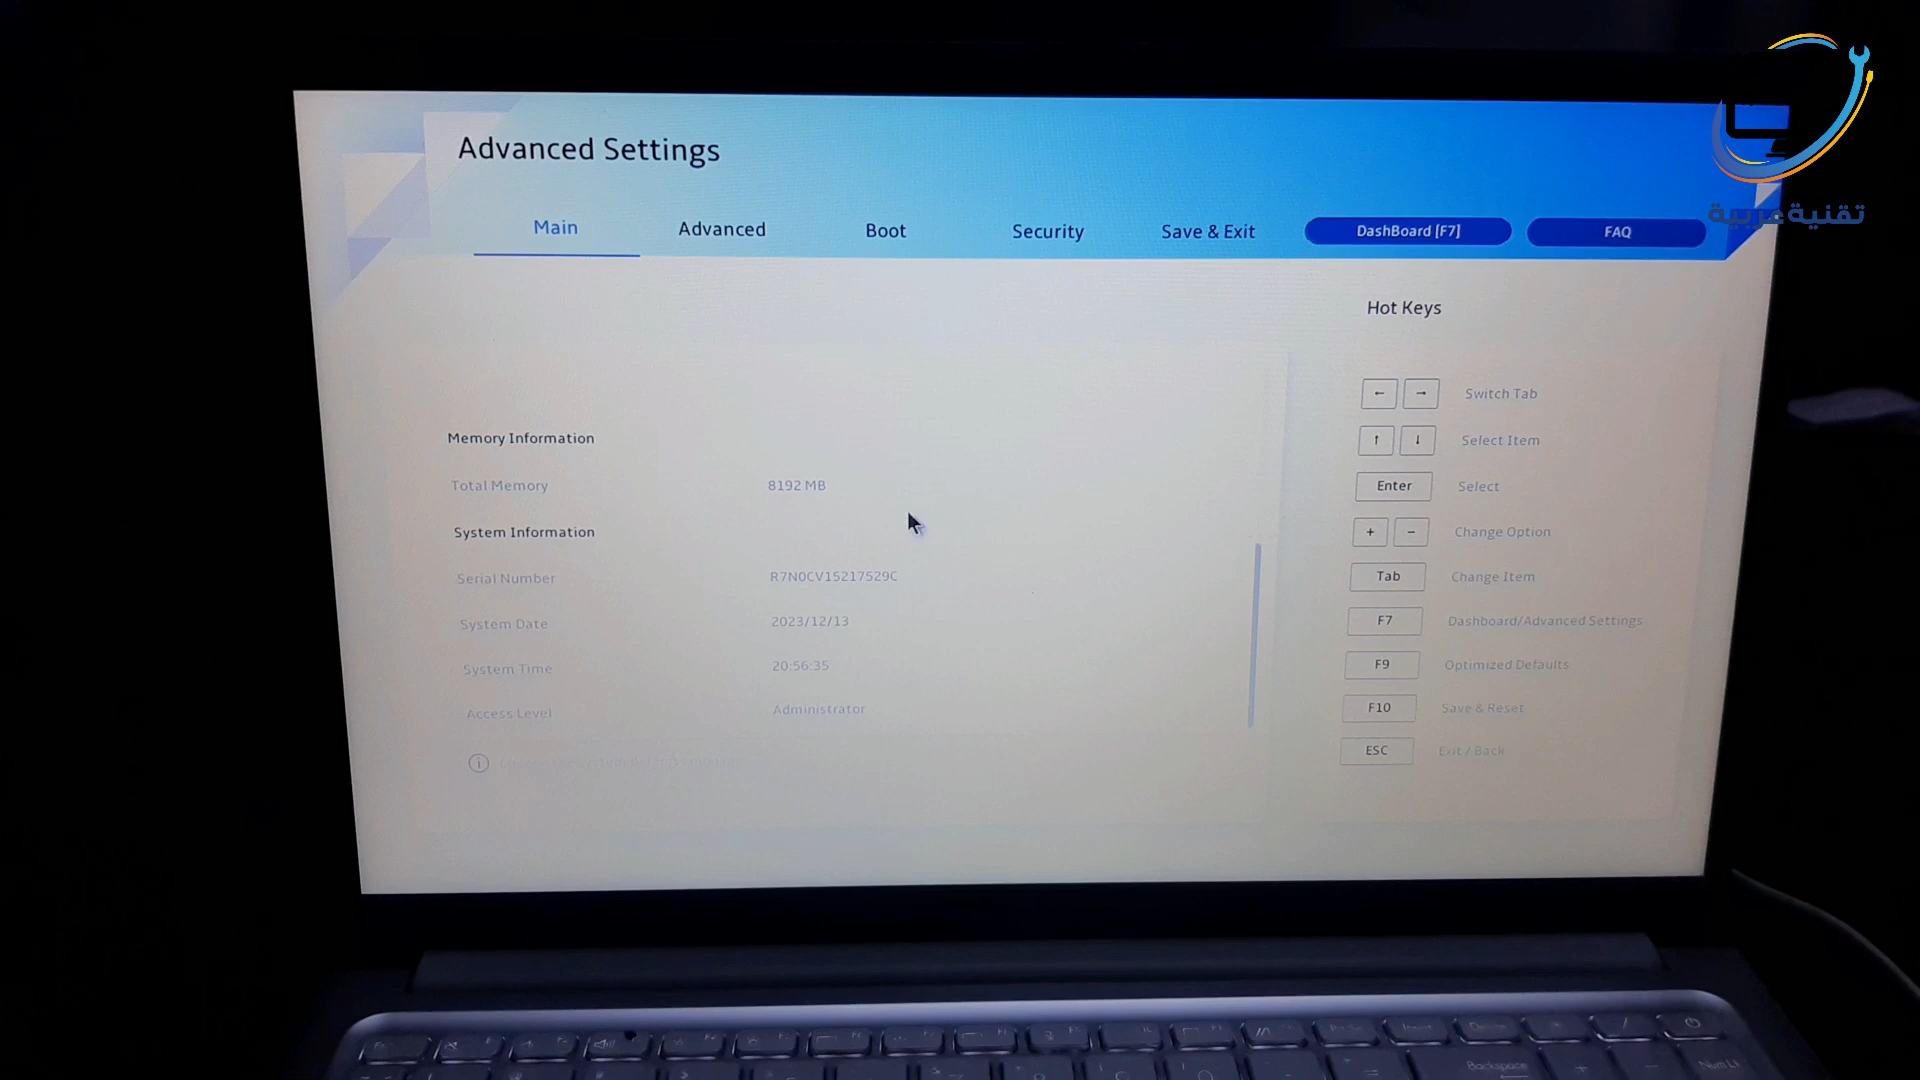 تقنية عربية
Advanced Settings
Main Advanced Boot Security Save & Exit DashBoard [F7] FAQ
Hot Keys
← → Switch Tab
Memory Information
↑ ↓ Select Item
Total Memory 8192 MB
Enter Select
System Information
+ - Change Option
Serial Number R7N0CV15217529C
Tab Change Item
System Date 2023/12/13
F7 Dashboard/Advanced Settings
System Time 20:56:35
F9 Optimized Defaults
Access Level Administrator
F10 Save & Reset
ESC Exit / Back
Backspace